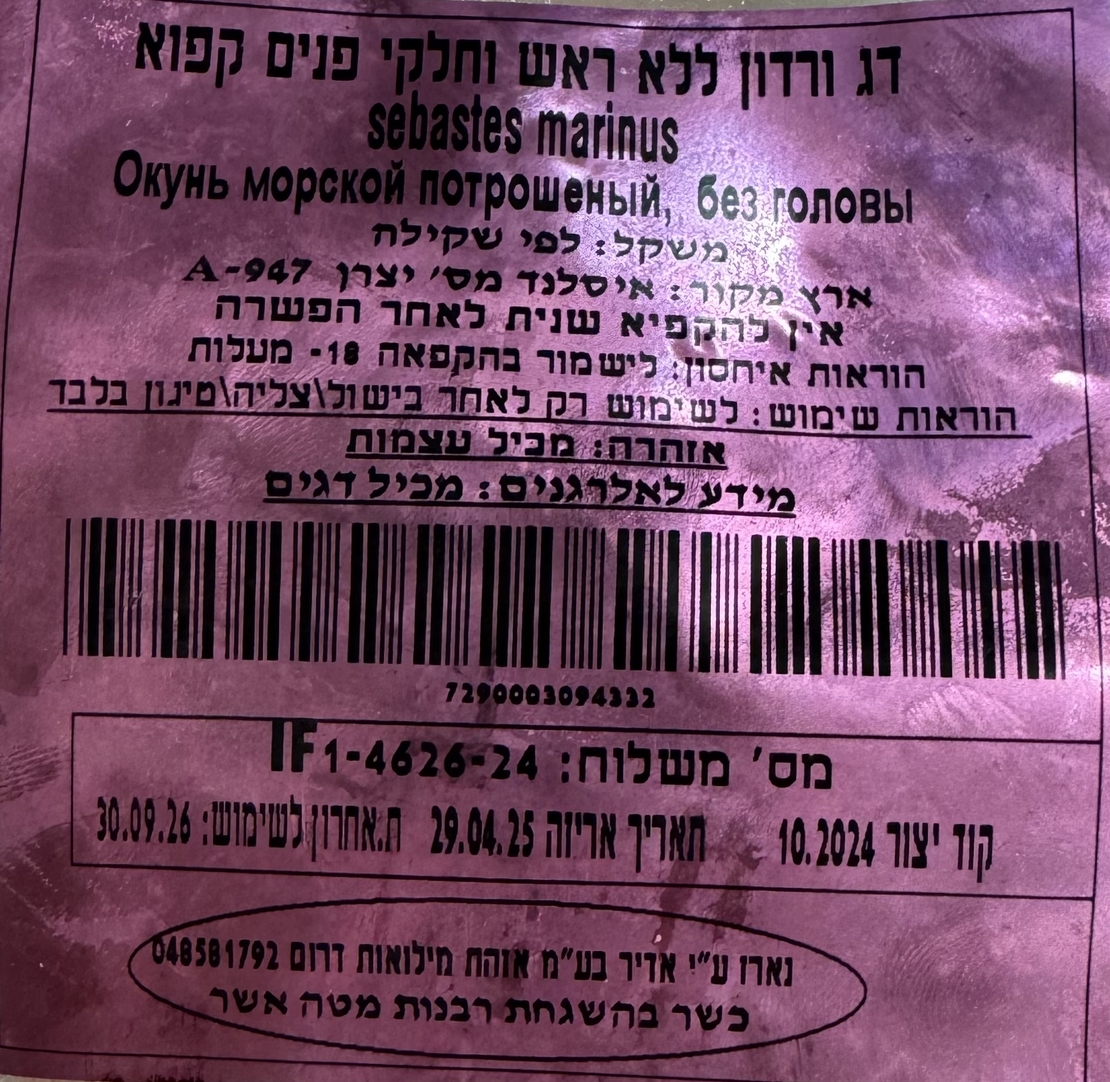 דג ורדון ללא ראש וחלקי פנים קפוא
sebastes marinus
Окунь морской потрошеный, без головы
משקל: לפי שקילה
ארץ מקור: איסלנד מס' יצרן A-947
אין להקפיא שנית לאחר הפשרה
הוראות איחסון: לישמור בהקפאה 18- מעלות
הוראות שימוש: לשימוש רק לאחר בישול\צליה\טיגון בלבד
אזהרה: מכיל עצמות
מידע לאלרגנים: מכיל דגים
7290003094332
מס' משלוח: IF1-4626-24
קוד יצור 10.2024 תאריך אריזה 29.04.25 ת.אחרון לשימוש: 30.09.26
נארז ע"י אדיר בע"מ אזהת מילואות דרום 048581792
כשר בהשגחת רבנות מטה אשר